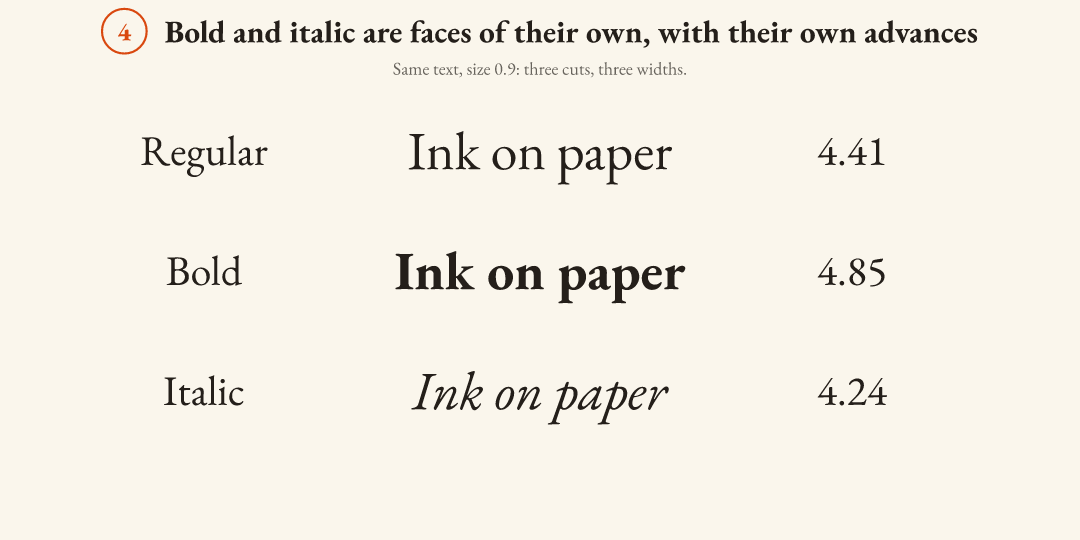 4 Bold and italic are faces of their own, with their own advances
Same text, size 0.9: three cuts, three widths.
Regular Ink on paper 4.41
Bold Ink on paper 4.85
Italic Ink on paper 4.24